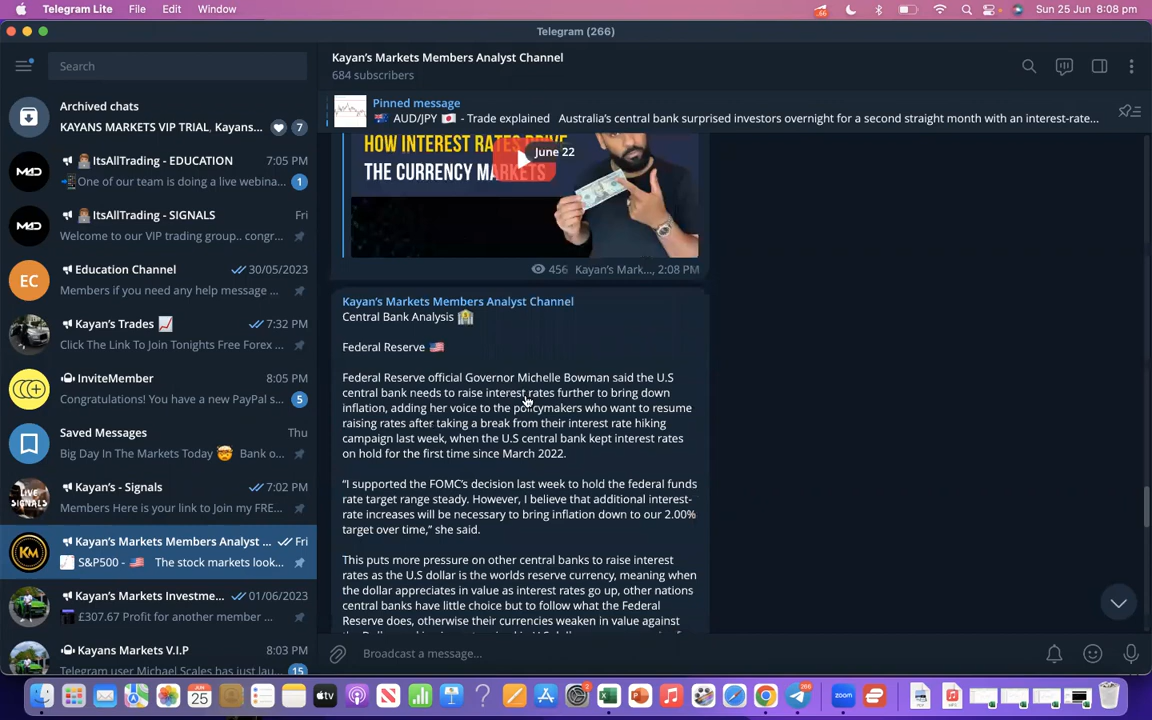 Telegram Lite File Edit Window
66
Sun 25 Jun 8:08 pm
Telegram (266)
Search
Archived chats
KAYANS MARKETS VIP TRIAL, Kayans... 7
ItsAllTrading - EDUCATION 7:05 PM
One of our team is doing a live webina... 1
ItsAllTrading - SIGNALS Fri
Welcome to our VIP trading group.. congr...
EC
Education Channel 30/05/2023
Members if you need any help message ...
Kayan's Trades 7:32 PM
Click The Link To Join Tonights Free Forex ...
InviteMember 8:05 PM
Congratulations! You have a new PayPal s... 5
Saved Messages Thu
Big Day In The Markets Today Bank o...
LIVE SIGNALS
Kayan's - Signals 7:02 PM
Members Here is your link to Join my FRE...
KM
Kayan's Markets Members Analyst ... Fri
S&P500 - The stock markets look...
Kayan's Markets Investme... 01/06/2023
£307.67 Profit for another member ...
Kayans Markets V.I.P 8:03 PM
Telegram user Michael Scales has just lau... 15
Kayan's Markets Members Analyst Channel
684 subscribers
Pinned message
AUD/JPY - Trade explained Australia's central bank surprised investors overnight for a second straight month with an interest-rate...
HOW INTEREST RATES DRIVE
THE CURRENCY MARKETS
June 22
456 Kayan's Mark..., 2:08 PM
Kayan's Markets Members Analyst Channel
Central Bank Analysis
Federal Reserve
Federal Reserve official Governor Michelle Bowman said the U.S
central bank needs to raise interest rates further to bring down
inflation, adding her voice to the policymakers who want to resume
raising rates after taking a break from their interest rate hiking
campaign last week, when the U.S central bank kept interest rates
on hold for the first time since March 2022.
"I supported the FOMC's decision last week to hold the federal funds
rate target range steady. However, I believe that additional interest-
rate increases will be necessary to bring inflation down to our 2.00%
target over time," she said.
This puts more pressure on other central banks to raise interest
rates as the U.S dollar is the worlds reserve currency, meaning when
the dollar appreciates in value as interest rates go up, other nations
central banks have little choice but to follow what the Federal
Reserve does, otherwise their currencies weaken in value against
Broadcast a message...